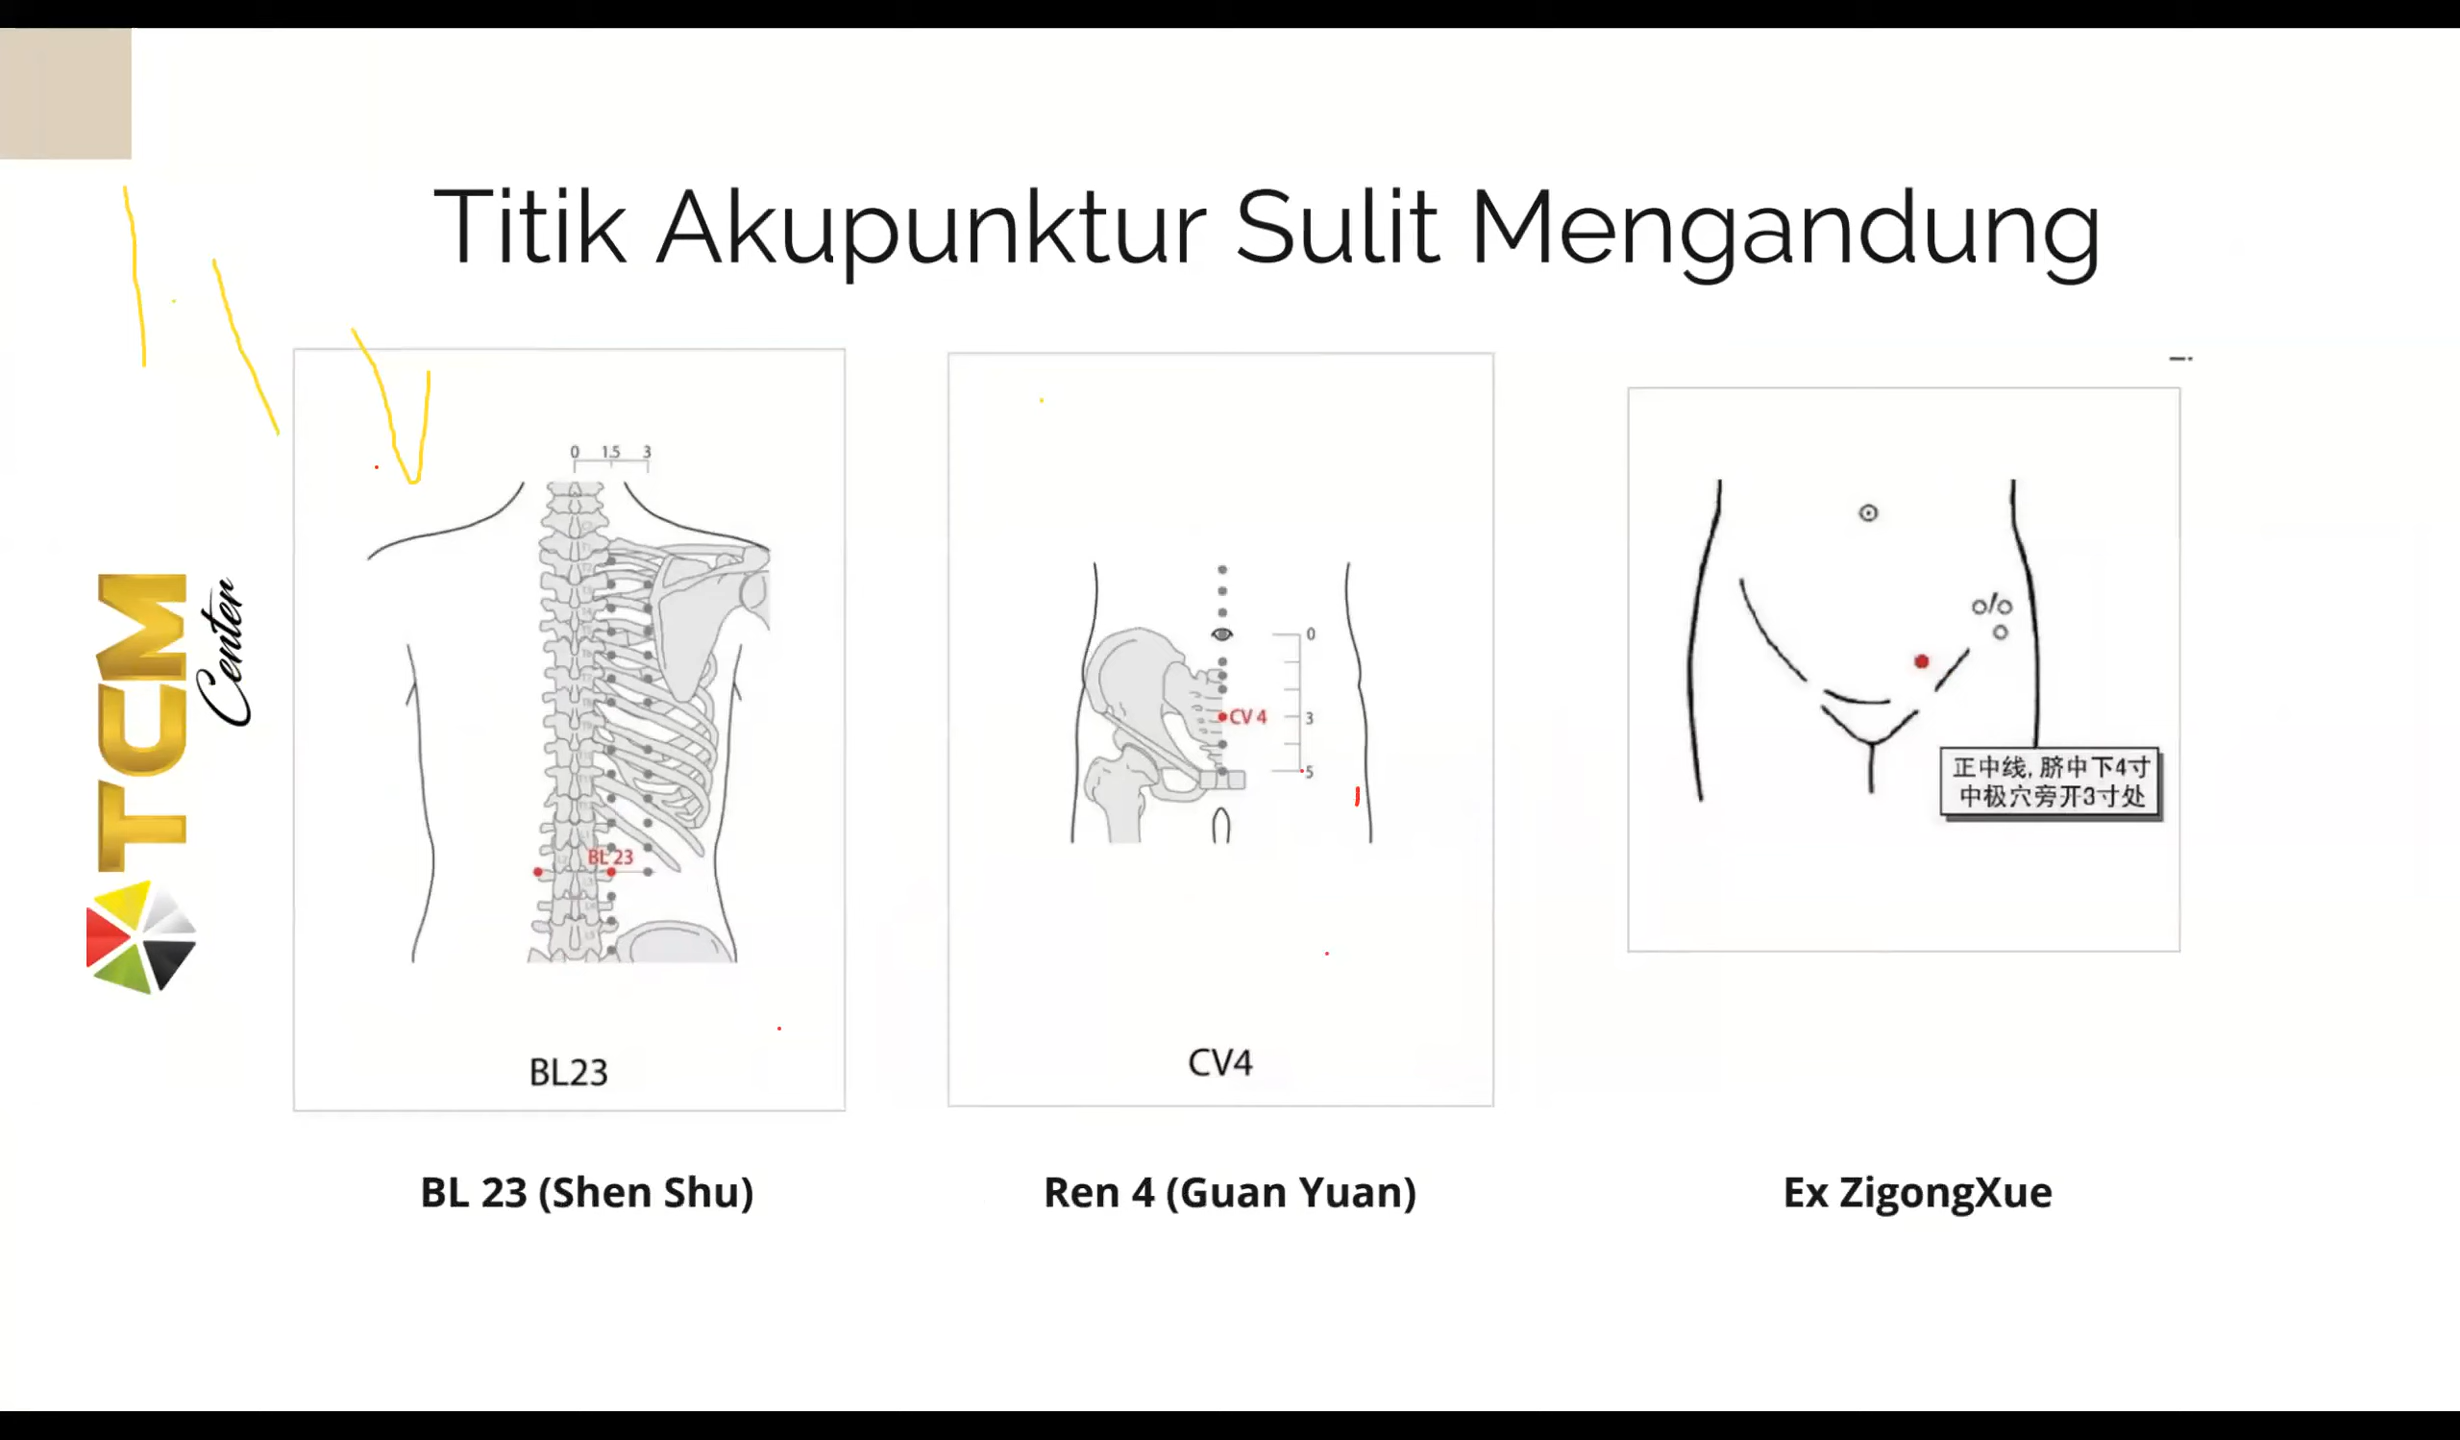 Titik Akupunktur Sulit Mengandung
TCM
Center
0 1.5 3
BL 23
BL23
BL 23 (Shen Shu)
0
CV 4
3
5
CV4
Ren 4 (Guan Yuan)
正中线,脐中下4寸
中极穴旁开3寸处
Ex ZigongXue